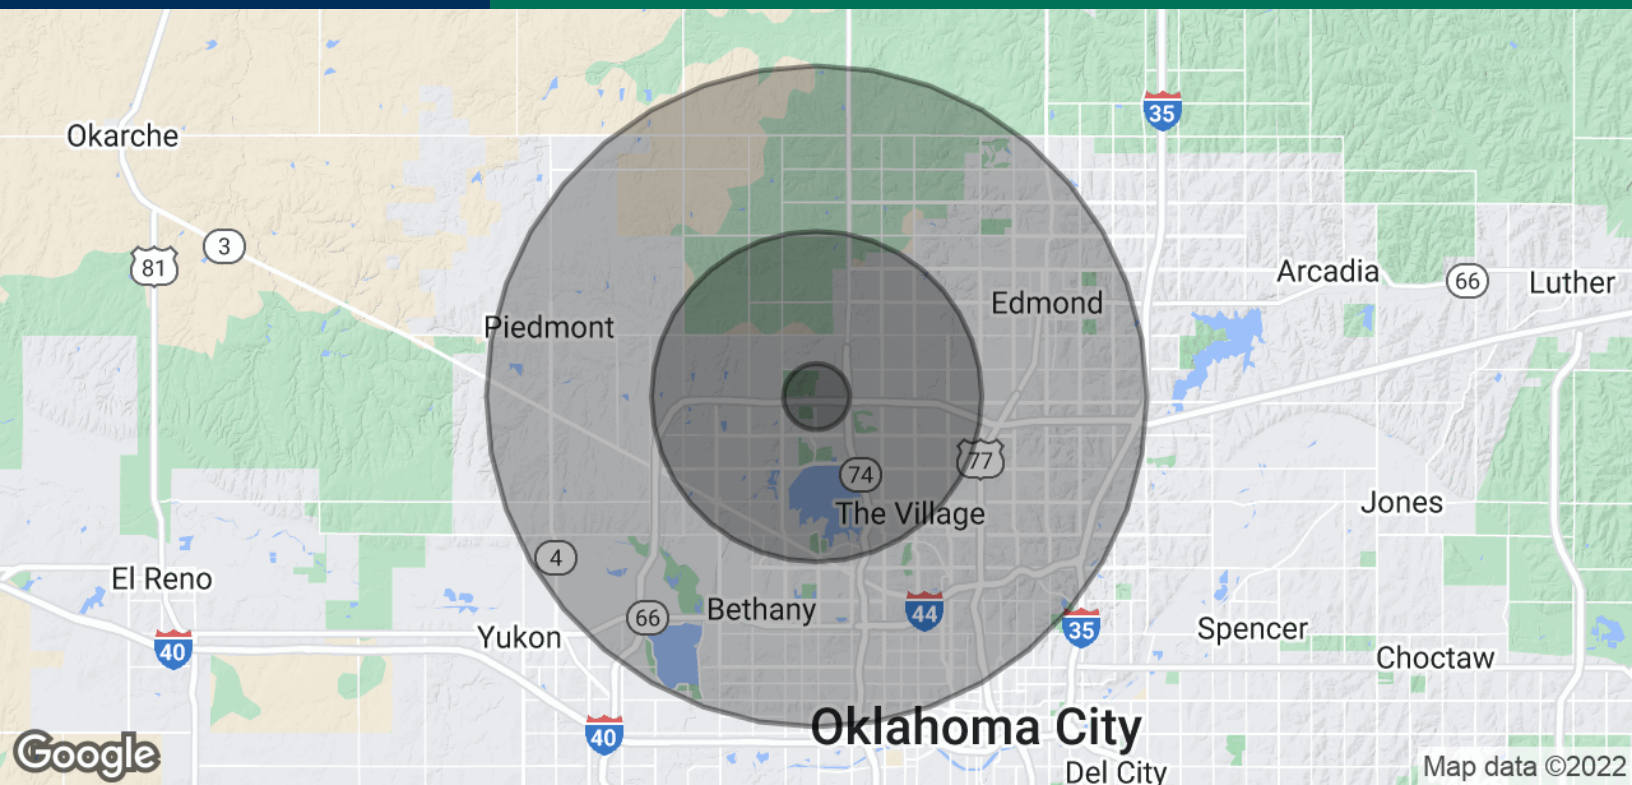 35
Okarche
3
81
Arcadia
66
Luther
Edmond
Piedmont
77
74
The Village
Jones
4
El Reno
66
Bethany
44
35
Spencer
Yukon
40
Choctaw
Oklahoma City
40
Google
Del City
Map data ©2022